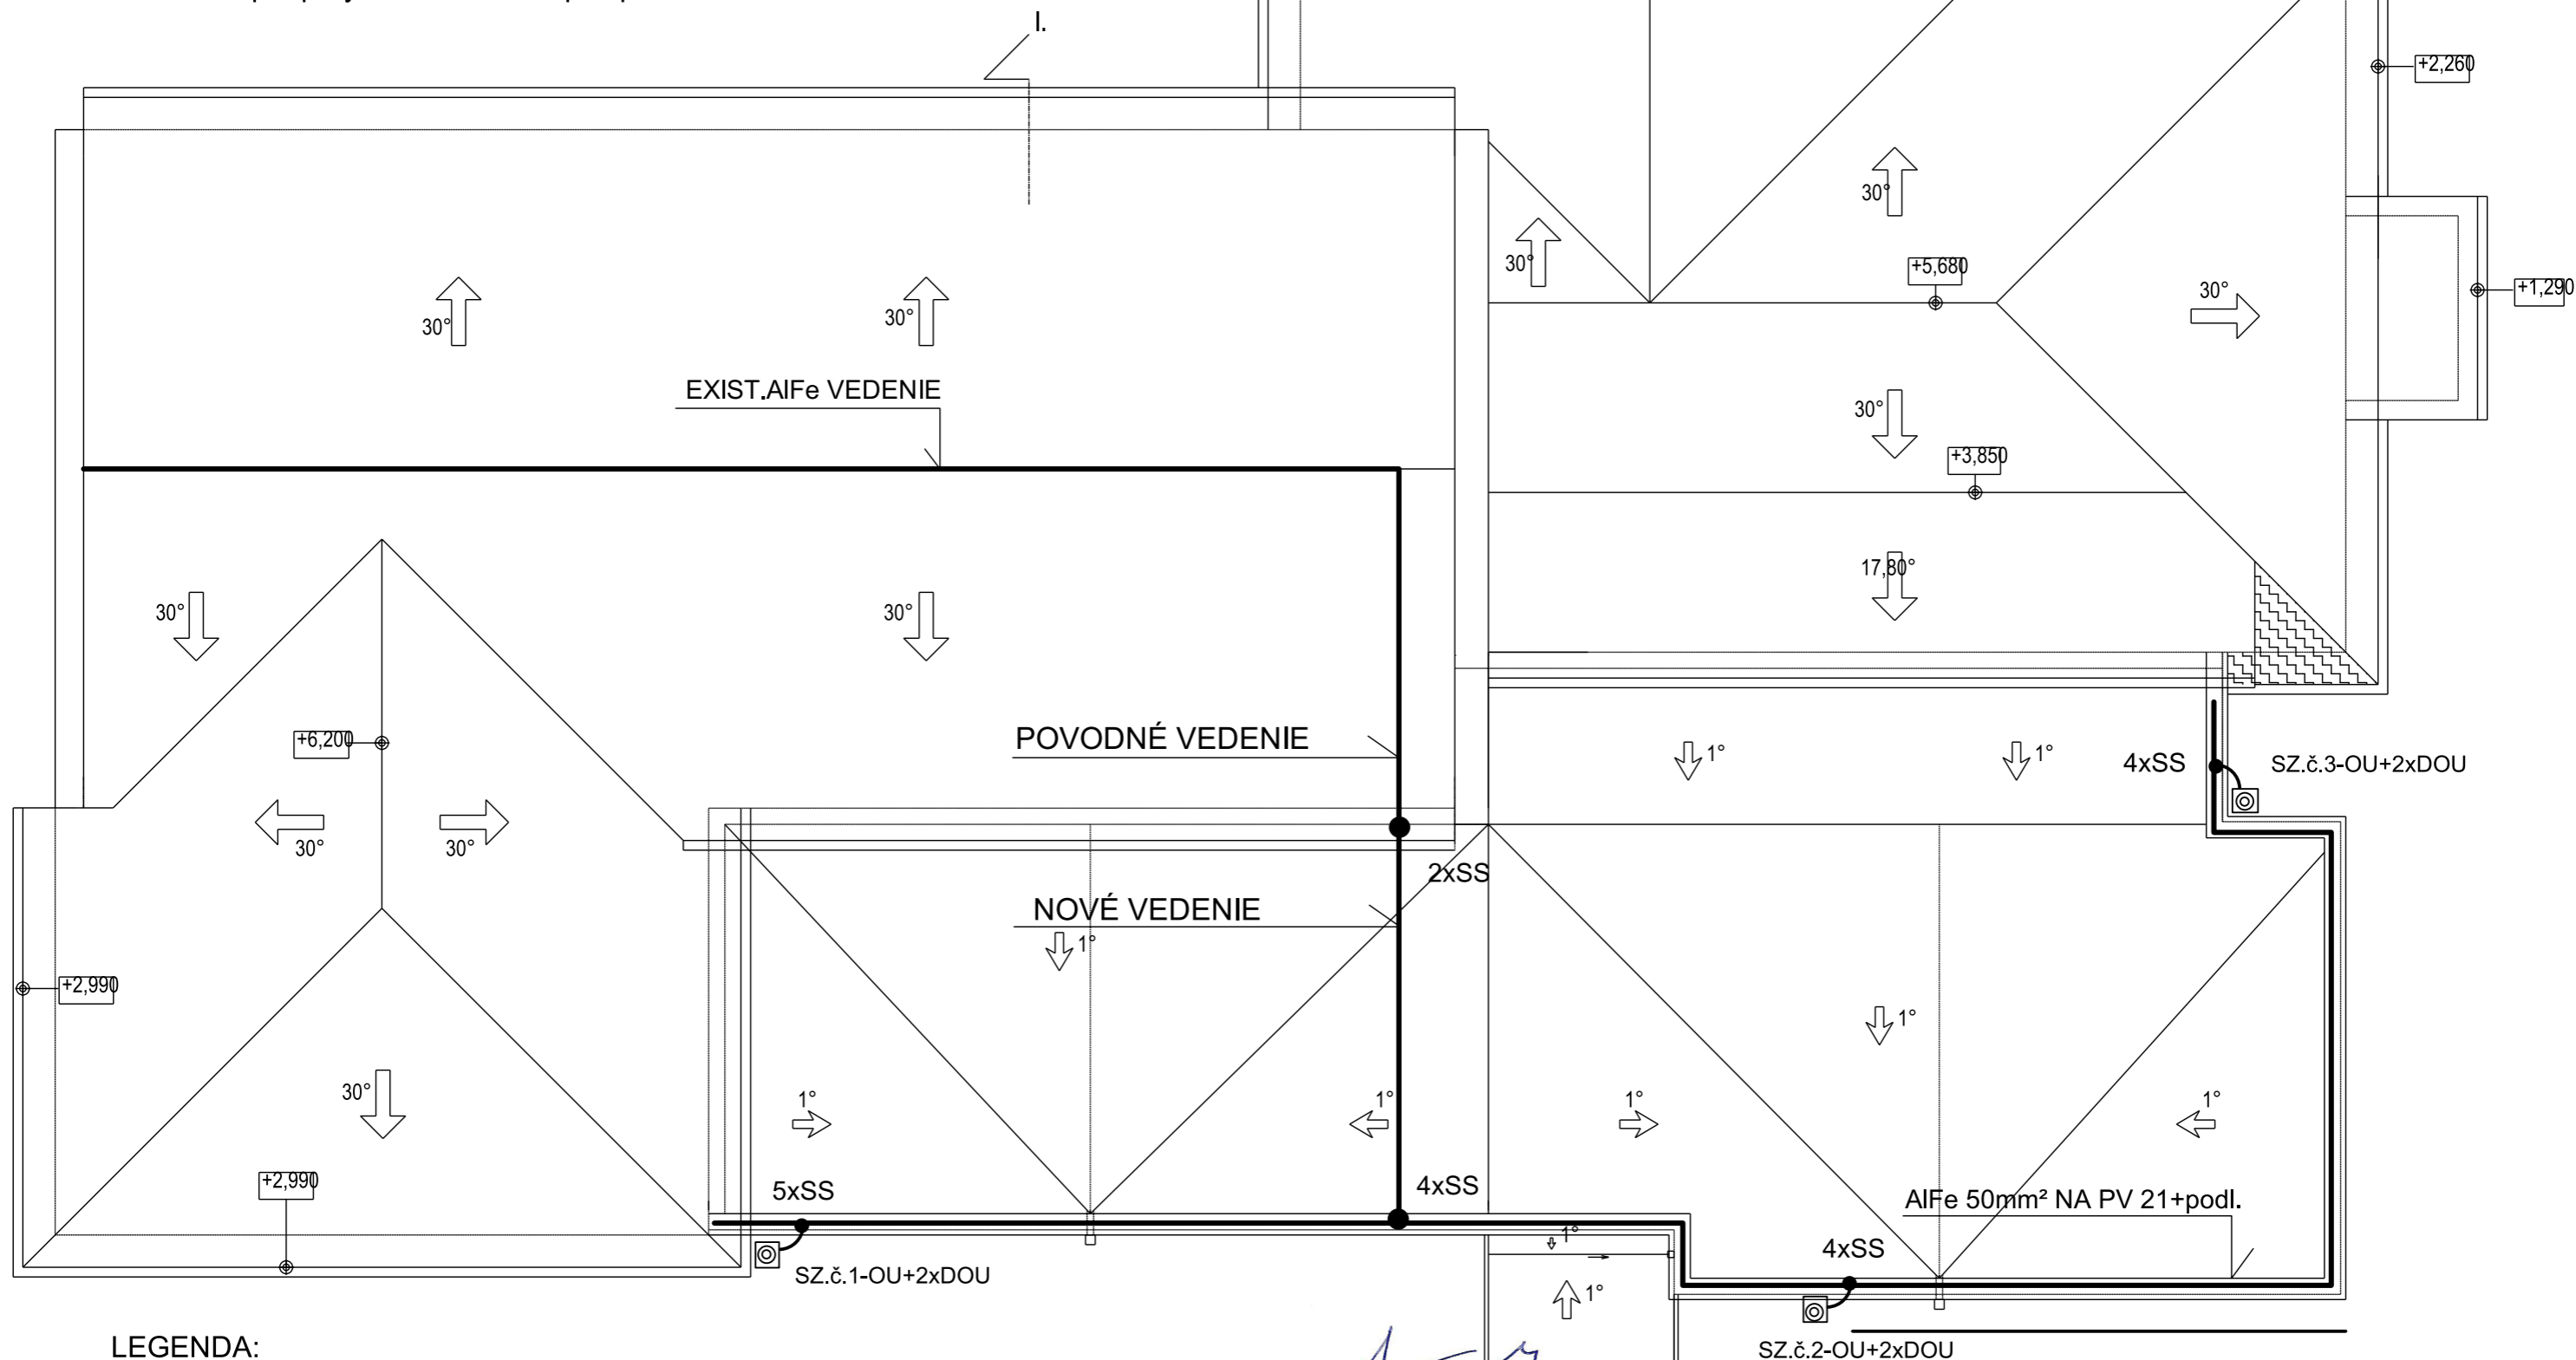 I.
+2,260
30°
30°
+5,680
30°
30°
+1,290
30°
30°
EXIST.AlFe VEDENIE
30°
+3,850
17,80°
30°
30°
POVODNÉ VEDENIE
+6,200
1°
1°
4xSS
SZ.č.3-OU+2xDOU
30°
30°
2xSS
NOVÉ VEDENIE
1°
+2,990
1°
30°
1°
1°
1°
1°
+2,990
5xSS
4xSS
AlFe 50mm² NA PV 21+podl.
1°
4xSS
SZ.č.1-OU+2xDOU
1°
LEGENDA:
SZ.č.2-OU+2xDOU